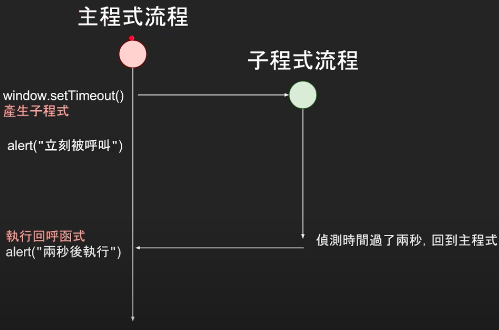 主程式流程
子程式流程
window.setTimeout()
產生子程式
alert("立刻被呼叫")
執行回呼函式
alert("兩秒後執行")
偵測時間過了兩秒, 回到主程式